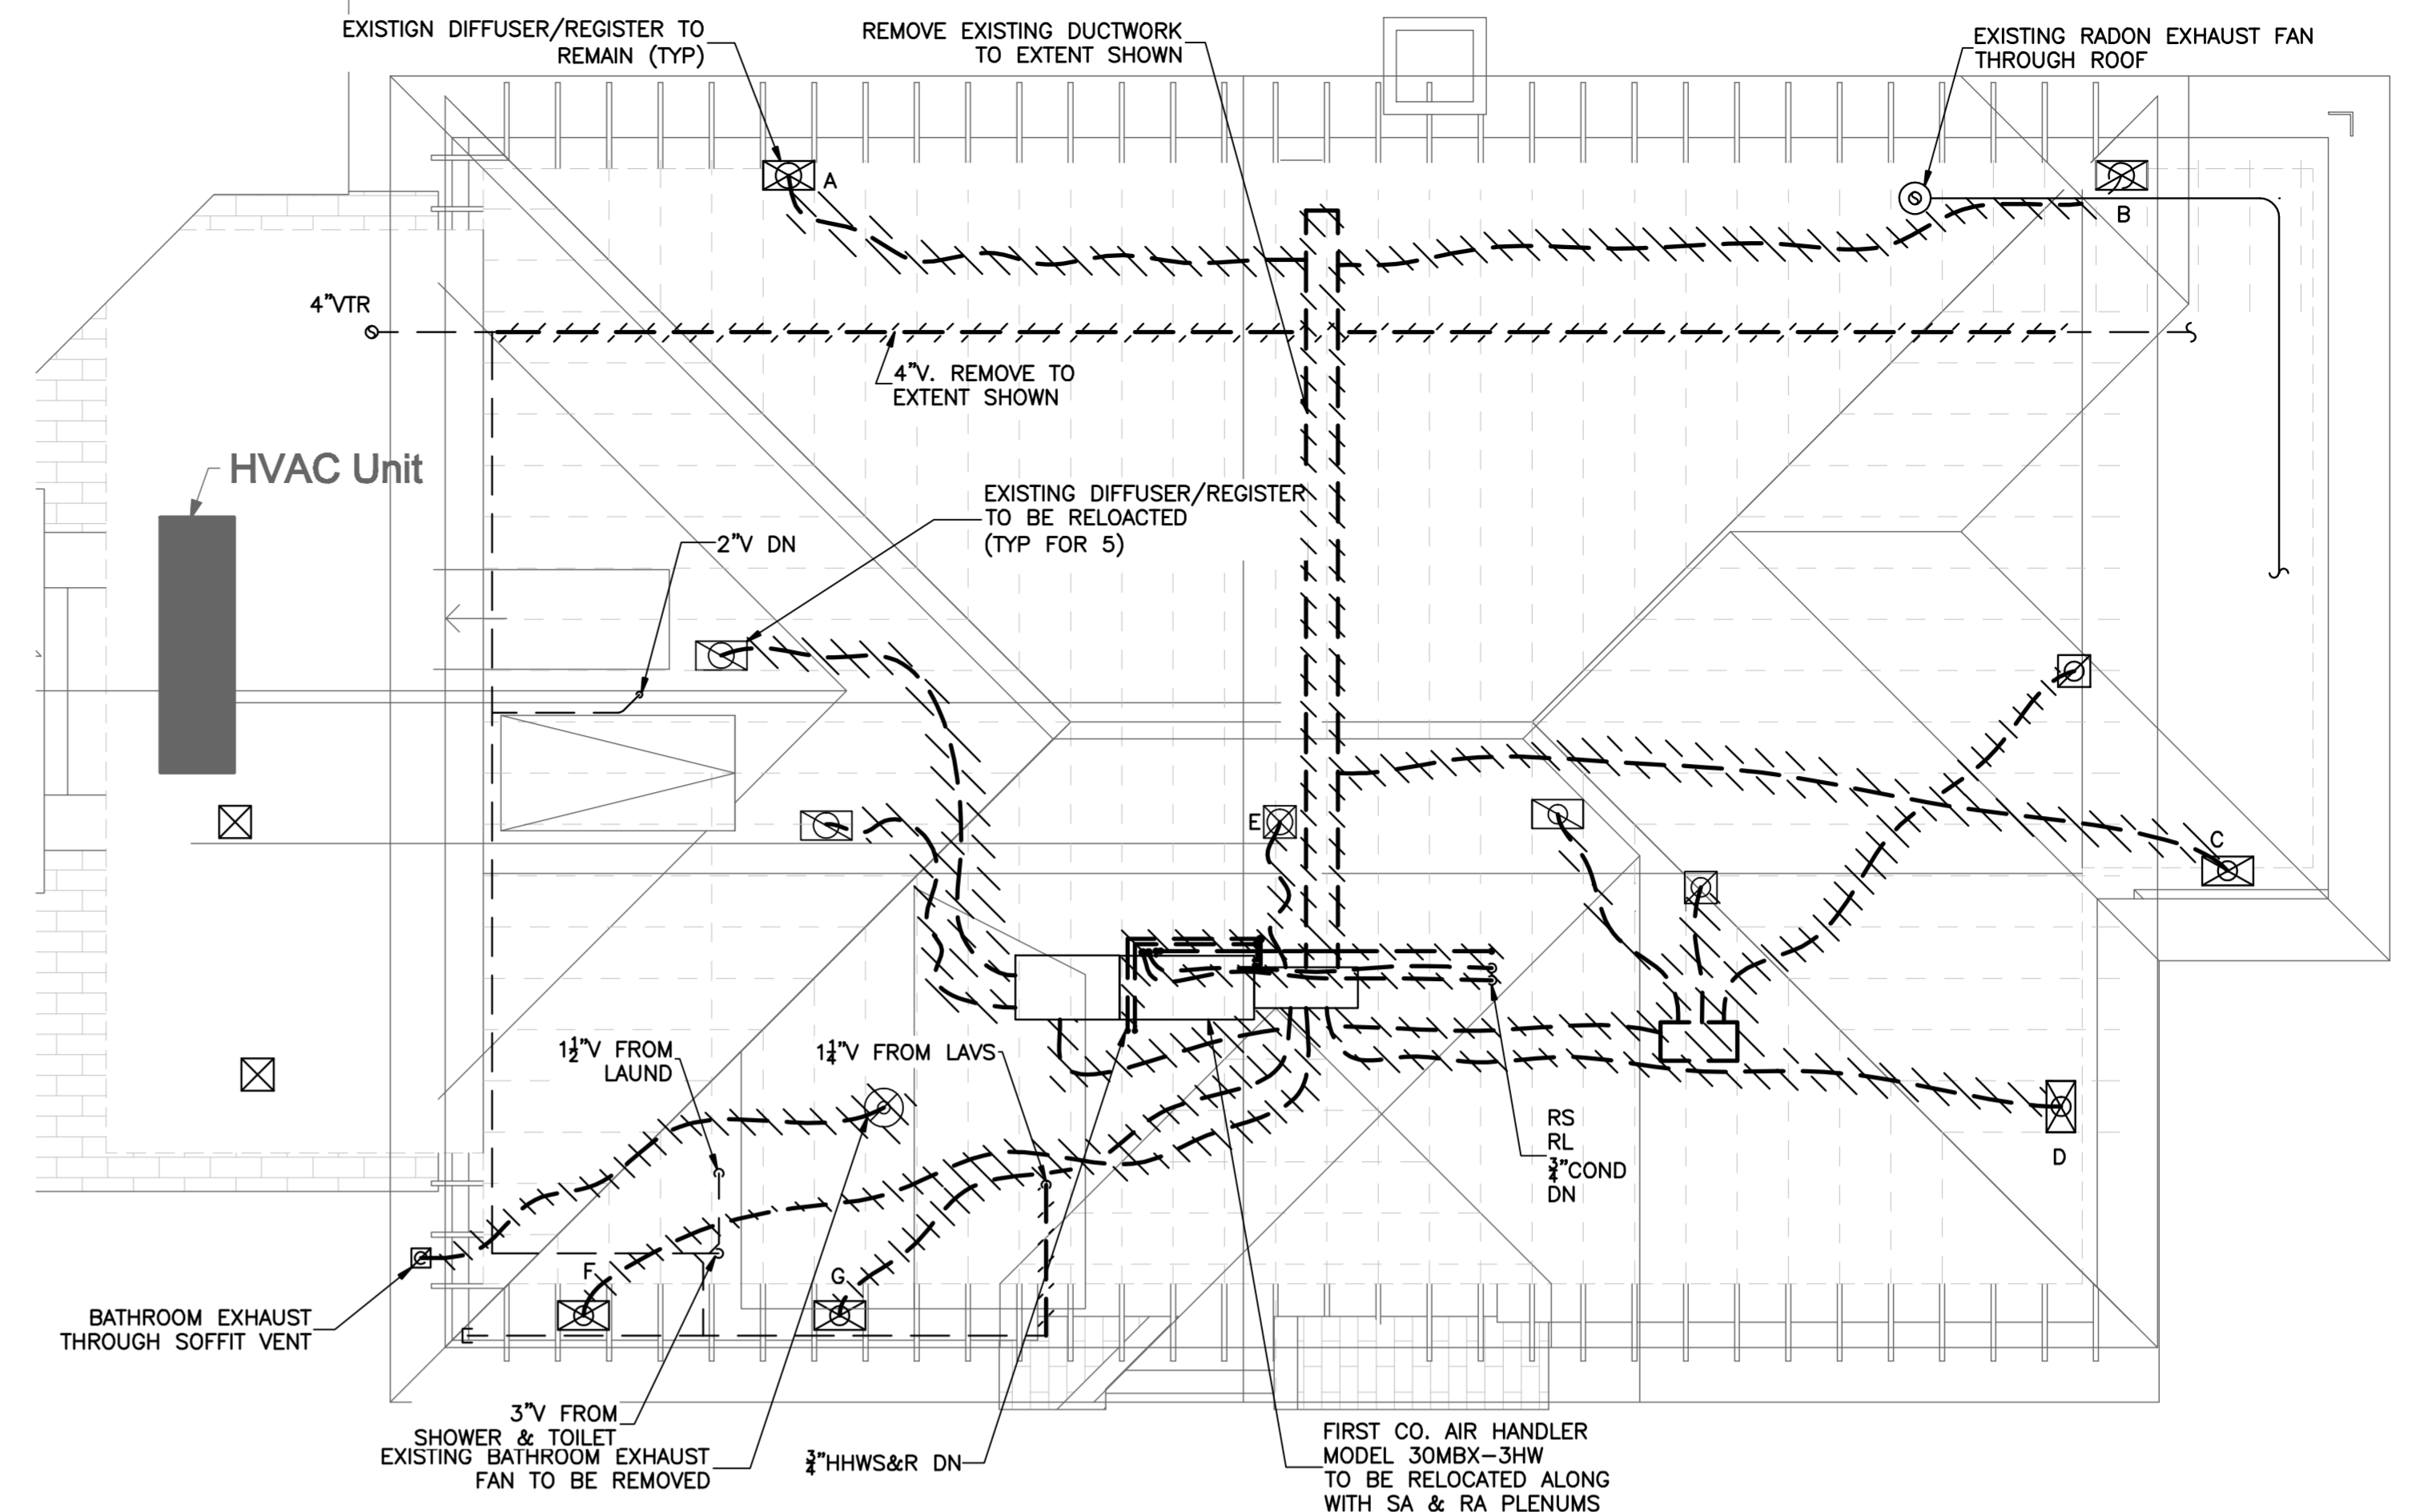 EXISTIGN DIFFUSER/REGISTER TO
REMAIN (TYP)
REMOVE EXISTING DUCTWORK
TO EXTENT SHOWN
EXISTING RADON EXHAUST FAN
THROUGH ROOF
A
B
4"VTR
4"V. REMOVE TO
EXTENT SHOWN
HVAC Unit
EXISTING DIFFUSER/REGISTER
TO BE RELOACTED
(TYP FOR 5)
2"V DN
E
C
1½"V FROM
LAUND
1¼"V FROM LAVS
RS
RL
¾"COND
DN
D
F
G
BATHROOM EXHAUST
THROUGH SOFFIT VENT
3"V FROM
SHOWER & TOILET
EXISTING BATHROOM EXHAUST
FAN TO BE REMOVED
¾"HHWS&R DN
FIRST CO. AIR HANDLER
MODEL 30MBX-3HW
TO BE RELOCATED ALONG
WITH SA & RA PLENUMS